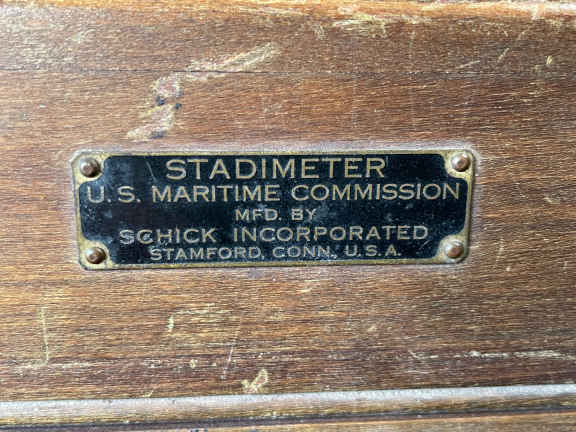 STADIMETER
U. S. MARITIME COMMISSION
MFD. BY
SCHICK INCORPORATED
STAMFORD, CONN., U.S.A.